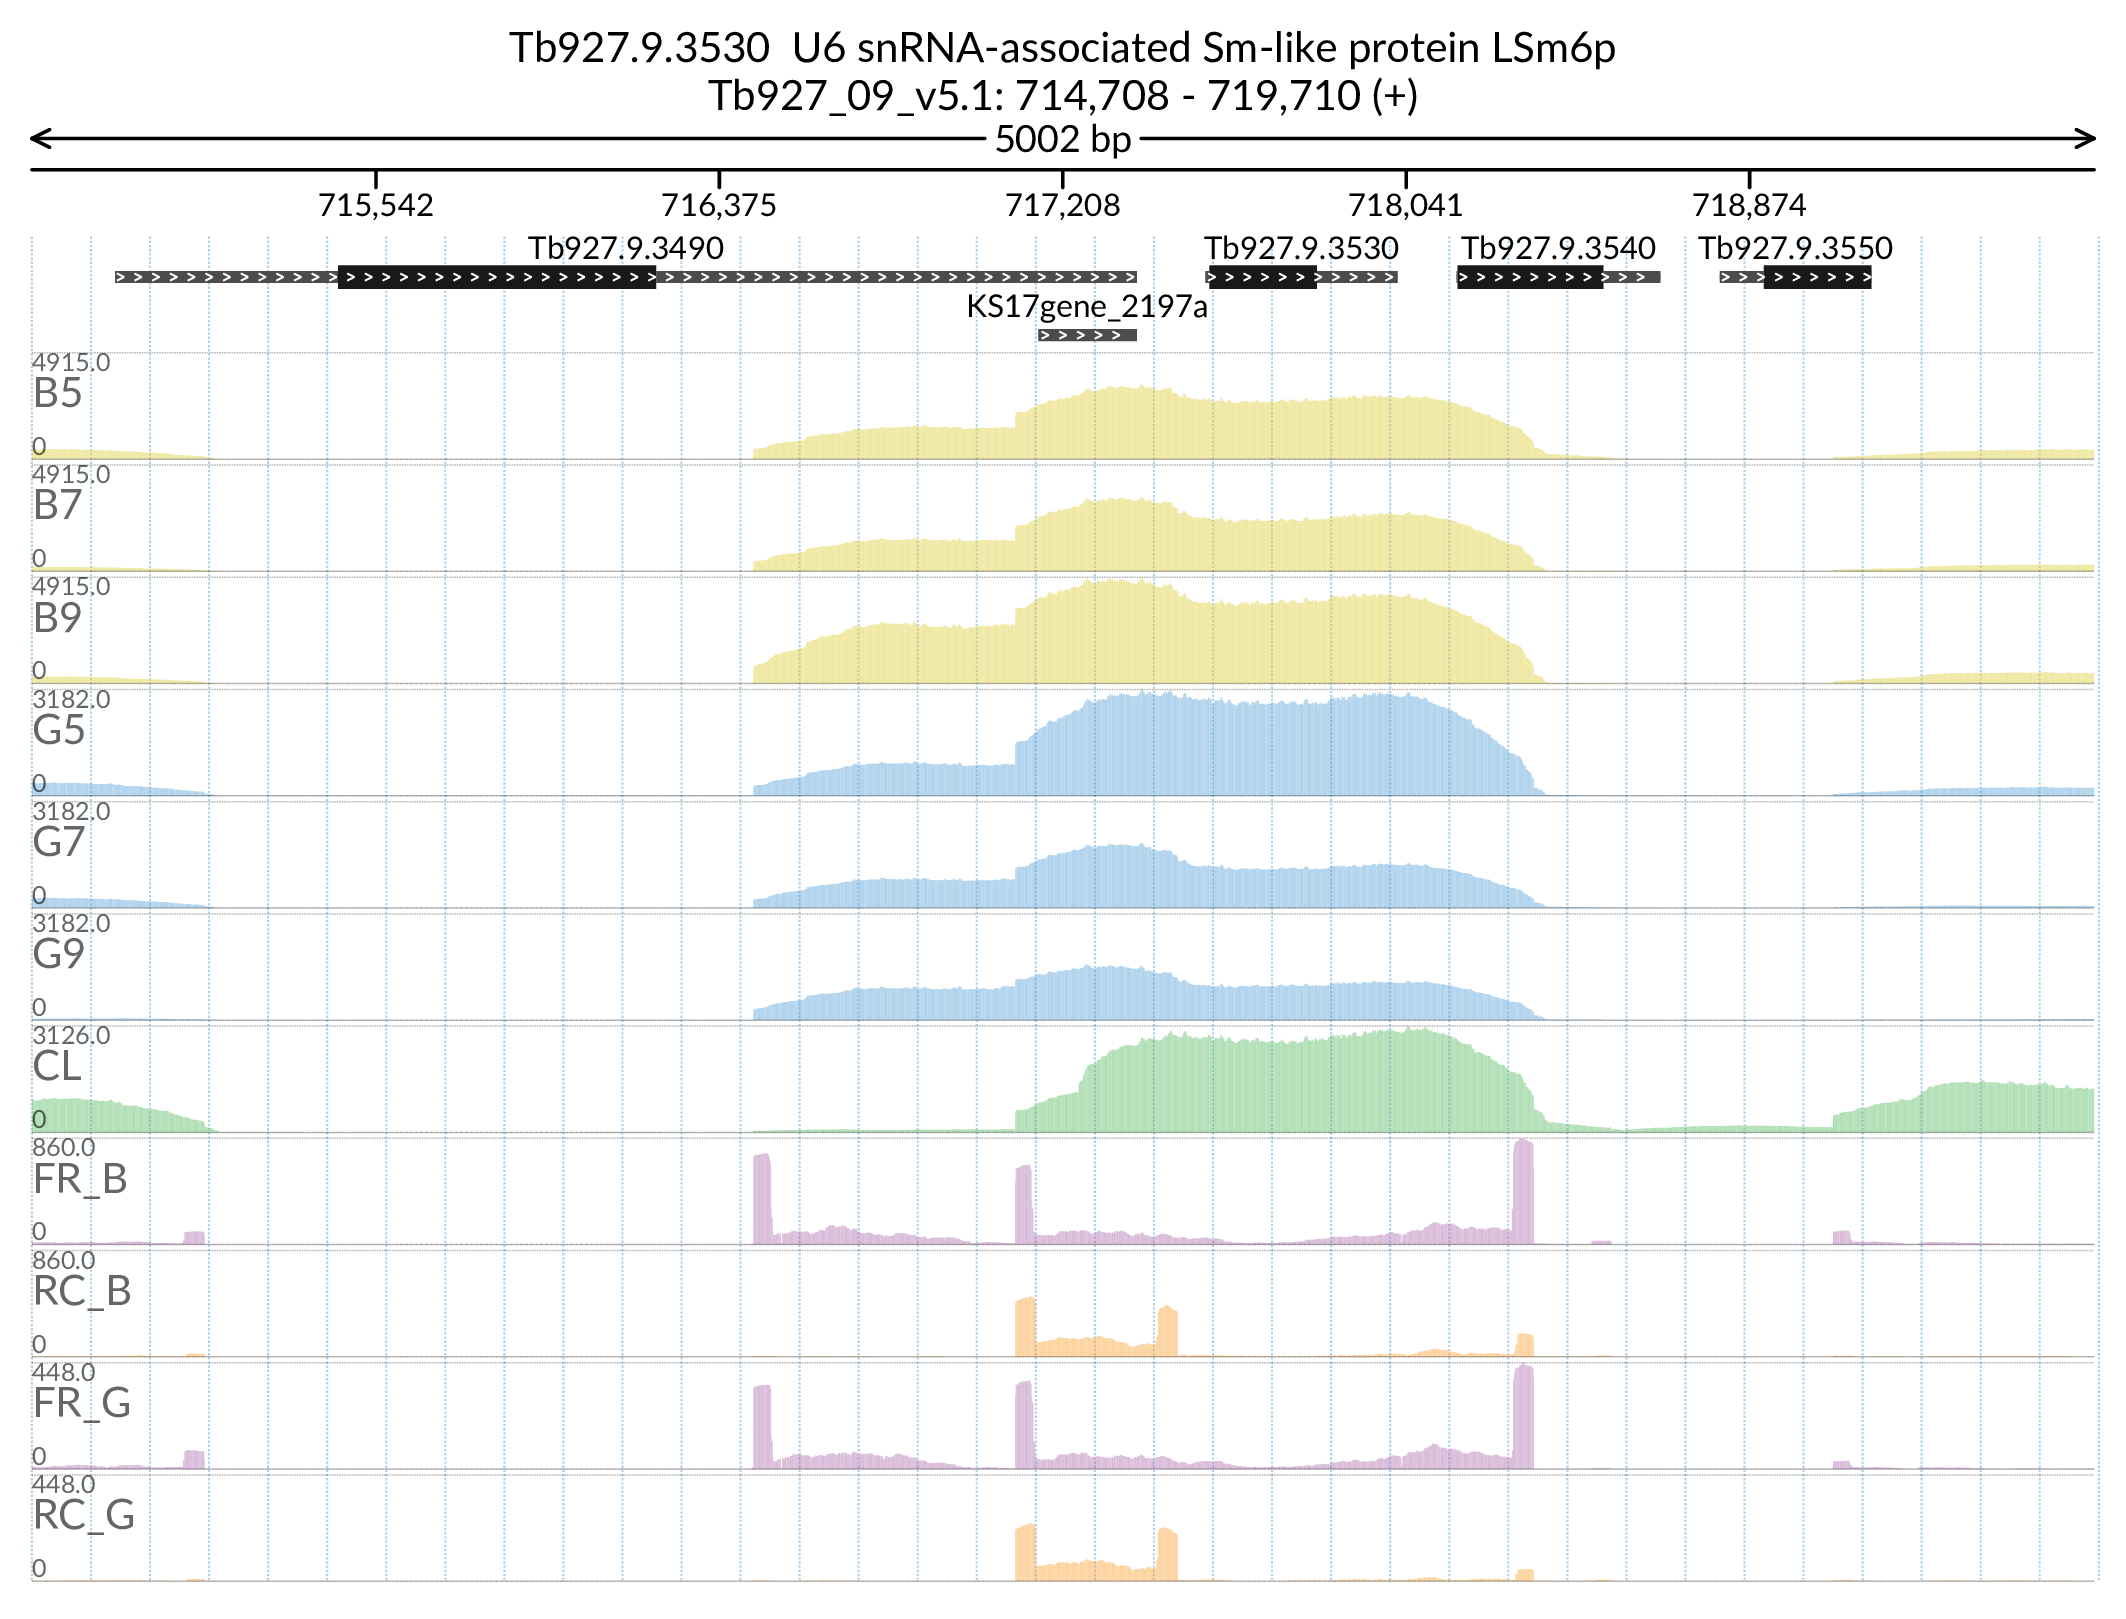 Tb927.9.3530  U6 snRNA-associated Sm-like protein LSm6p
Tb927_09_v5.1: 714,708 - 719,710 (+)
5002 bp
715,542 716,375 717,208 718,041 718,874
Tb927.9.3490 Tb927.9.3530 Tb927.9.3540 Tb927.9.3550
KS17gene_2197a
4915.0
B5
0
4915.0
B7
0
4915.0
B9
0
3182.0
G5
0
3182.0
G7
0
3182.0
G9
0
3126.0
CL
0
860.0
FR_B
0
860.0
RC_B
0
448.0
FR_G
0
448.0
RC_G
0